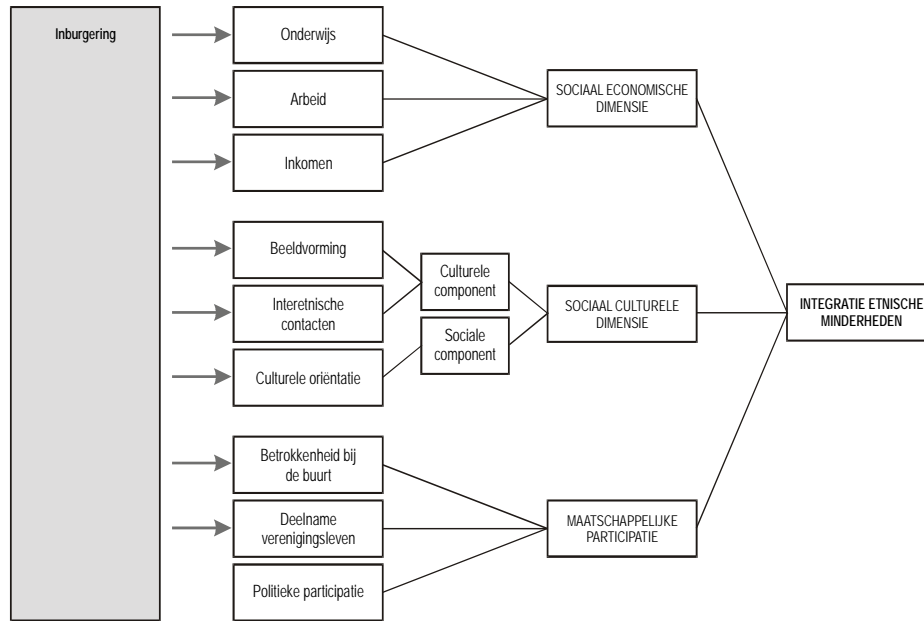 Inburgering
Onderwijs
Arbeid
Inkomen
SOCIAAL ECONOMISCHE
DIMENSIE
Beeldvorming
Interetnische
contacten
Culturele oriëntatie
Culturele
component
Sociale
component
SOCIAAL CULTURELE
DIMENSIE
INTEGRATIE ETNISCHE
MINDERHEDEN
Betrokkenheid bij
de buurt
Deelname
verenigingsleven
Politieke participatie
MAATSCHAPPELIJKE
PARTICIPATIE